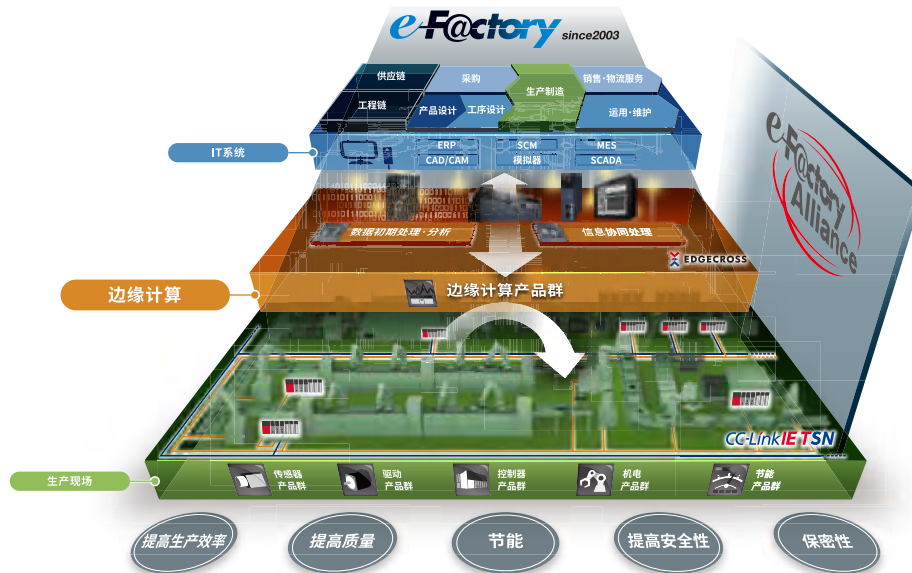 e-F@ctory since2003
供应链 采购 生产制造 销售·物流服务
工程链 产品设计 工序设计 运用·维护
IT系统
ERP SCM MES
CAD/CAM 模拟器 SCADA
e-F@ctory
Alliance
数据初期处理·分析 信息协同处理
EDGECROSS
边缘计算
边缘计算产品群
CC-Link IE TSN
生产现场
传感器
产品群
驱动
产品群
控制器
产品群
机电
产品群
节能
产品群
提高生产效率 提高质量 节能 提高安全性 保密性